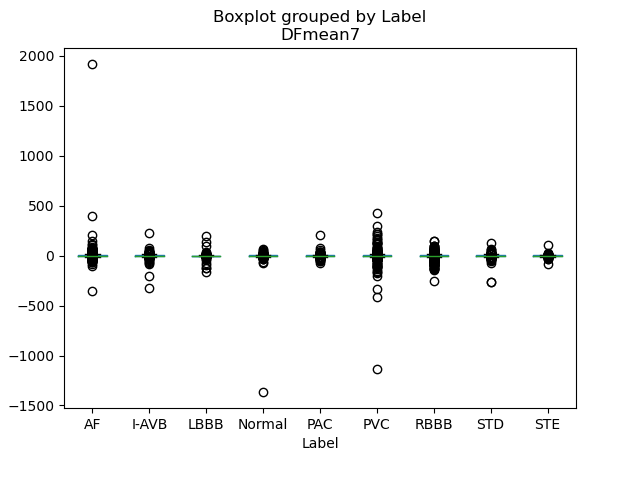 Boxplot grouped by Label
DFmean7
2000
1500
1000
500
0
−500
−1000
−1500
AF I-AVB LBBB Normal PAC PVC RBBB STD STE
Label